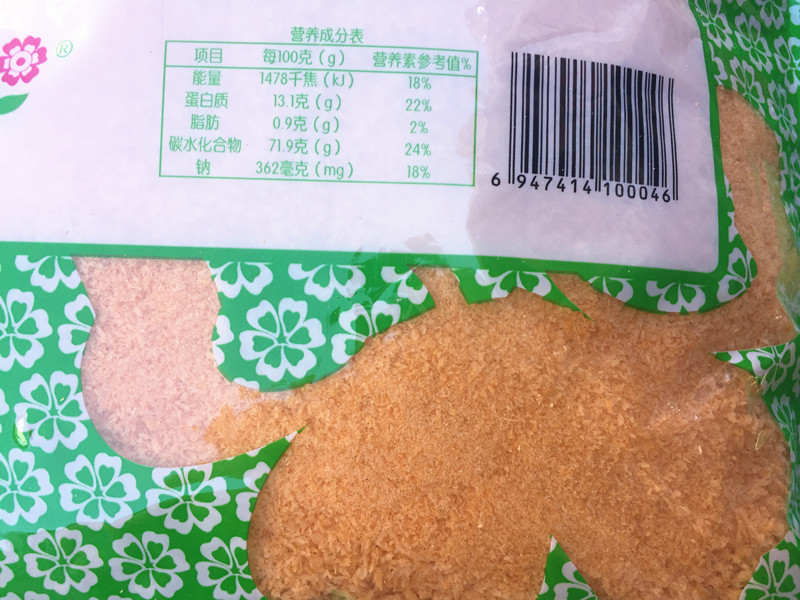 ®
营养成分表
项目 每100克(g) 营养素参考值%
能量 1478千焦(kJ) 18%
蛋白质 13.1克(g) 22%
脂肪 0.9克(g) 2%
碳水化合物 71.9克(g) 24%
钠 362毫克(mg) 18%
6 947414 100046